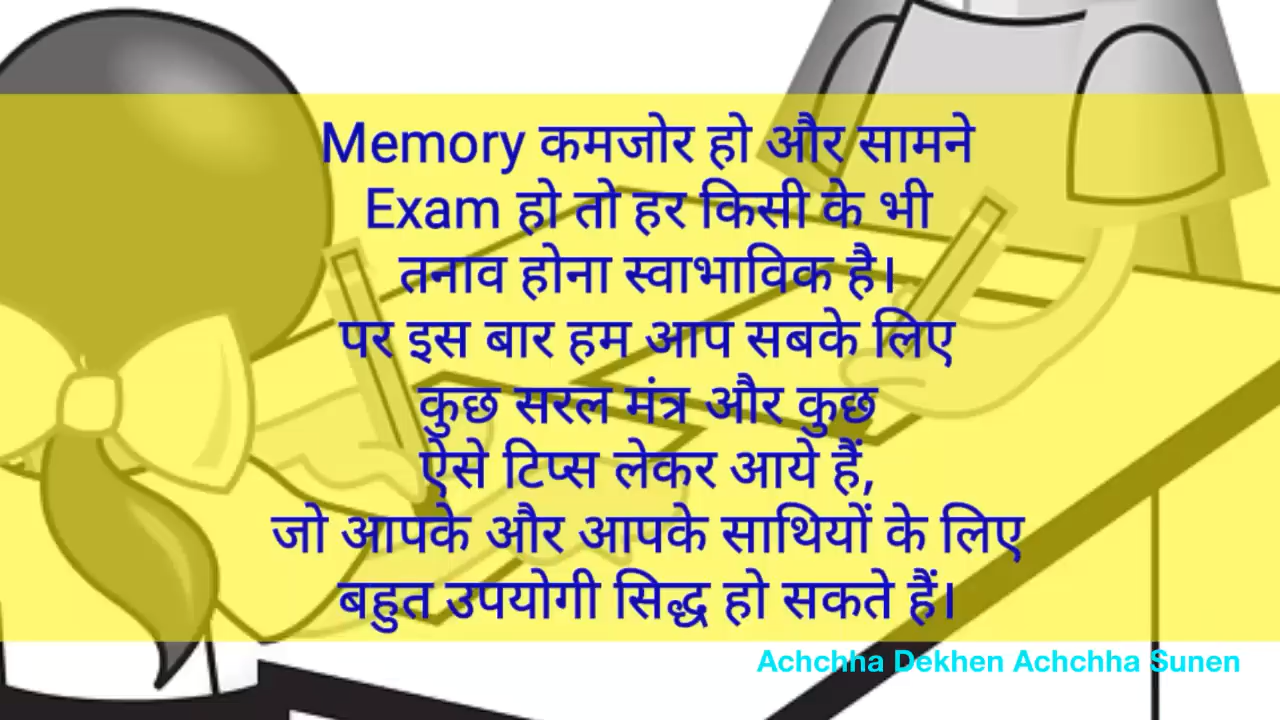 Memory कमजोर हो और सामने
Exam हो तो हर किसी के भी
तनाव होना स्वाभाविक है।
पर इस बार हम आप सबके लिए
कुछ सरल मंत्र और कुछ
ऐसे टिप्स लेकर आये हैं,
जो आपके और आपके साथियों के लिए
बहुत उपयोगी सिद्ध हो सकते हैं।
Achchha Dekhen Achchha Sunen